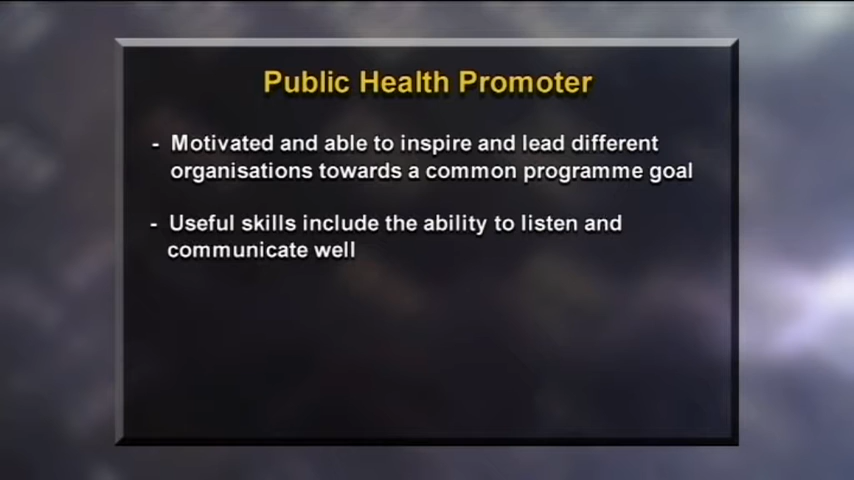 Public Health Promoter
- Motivated and able to inspire and lead different
organisations towards a common programme goal
- Useful skills include the ability to listen and
communicate well